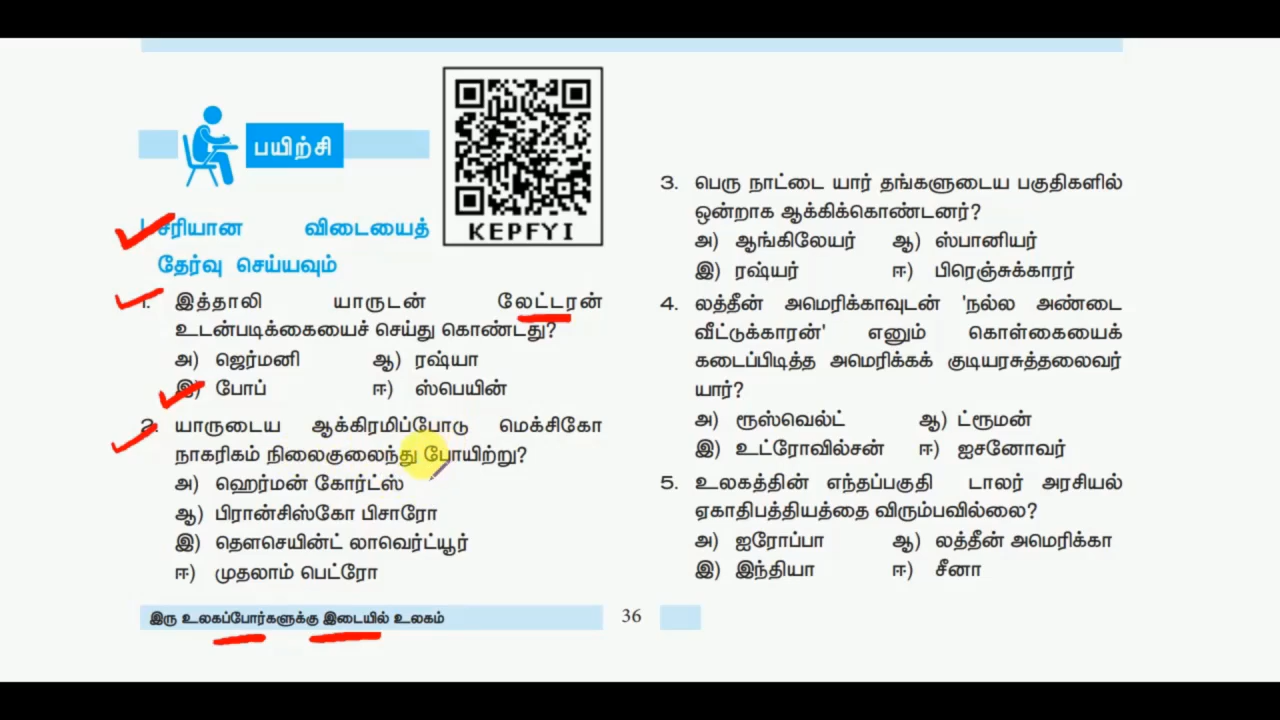 பயிற்சி
KEPFYI
I சரியான விடையைத்
தேர்வு செய்யவும்
1. இத்தாலி யாருடன் லேட்டரன்
உடன்படிக்கையைச் செய்து கொண்டது?
அ) ஜெர்மனி ஆ) ரஷ்யா
இ) போப் ஈ) ஸ்பெயின்
2. யாருடைய ஆக்கிரமிப்போடு மெக்சிகோ
நாகரிகம் நிலைகுலைந்து போயிற்று?
அ) ஹெர்மன் கோர்ட்ஸ்
ஆ) பிரான்சிஸ்கோ பிசாரோ
இ) தௌசெயின்ட் லாவெர்ட்யூர்
ஈ) முதலாம் பெட்ரோ
3. பெரு நாட்டை யார் தங்களுடைய பகுதிகளில்
ஒன்றாக ஆக்கிக்கொண்டனர்?
அ) ஆங்கிலேயர் ஆ) ஸ்பானியர்
இ) ரஷ்யர் ஈ) பிரெஞ்சுக்காரர்
4. லத்தீன் அமெரிக்காவுடன் 'நல்ல அண்டை
வீட்டுக்காரன்' எனும் கொள்கையைக்
கடைப்பிடித்த அமெரிக்கக் குடியரசுத்தலைவர்
யார்?
அ) ரூஸ்வெல்ட் ஆ) ட்ரூமன்
இ) உட்ரோவில்சன் ஈ) ஐசனோவர்
5. உலகத்தின் எந்தப்பகுதி டாலர் அரசியல்
ஏகாதிபத்தியத்தை விரும்பவில்லை?
அ) ஐரோப்பா ஆ) லத்தீன் அமெரிக்கா
இ) இந்தியா ஈ) சீனா
இரு உலகப்போர்களுக்கு இடையில் உலகம்
36